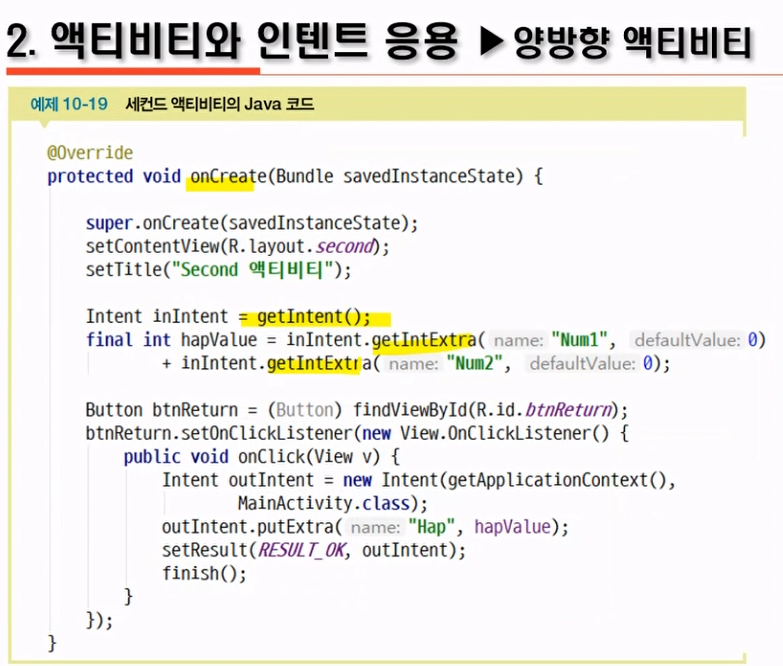 2. 액티비티와 인텐트 응용 ▶양방향 액티비티
예제 10-19 세컨드 액티비티의 Java 코드
@Override
protected void onCreate(Bundle savedInstanceState) {
super.onCreate(savedInstanceState);
setContentView(R.layout.second);
setTitle("Second 액티비티");
Intent inIntent = getIntent();
final int hapValue = inIntent.getIntExtra( name: "Num1", defaultValue: 0)
+ inIntent.getIntExtra( name: "Num2", defaultValue: 0);
Button btnReturn = (Button) findViewById(R.id.btnReturn);
btnReturn.setOnClickListener(new View.OnClickListener() {
public void onClick(View v) {
Intent outIntent = new Intent(getApplicationContext(),
MainActivity.class);
outIntent.putExtra( name: "Hap", hapValue);
setResult(RESULT_OK, outIntent);
finish();
}
});
}